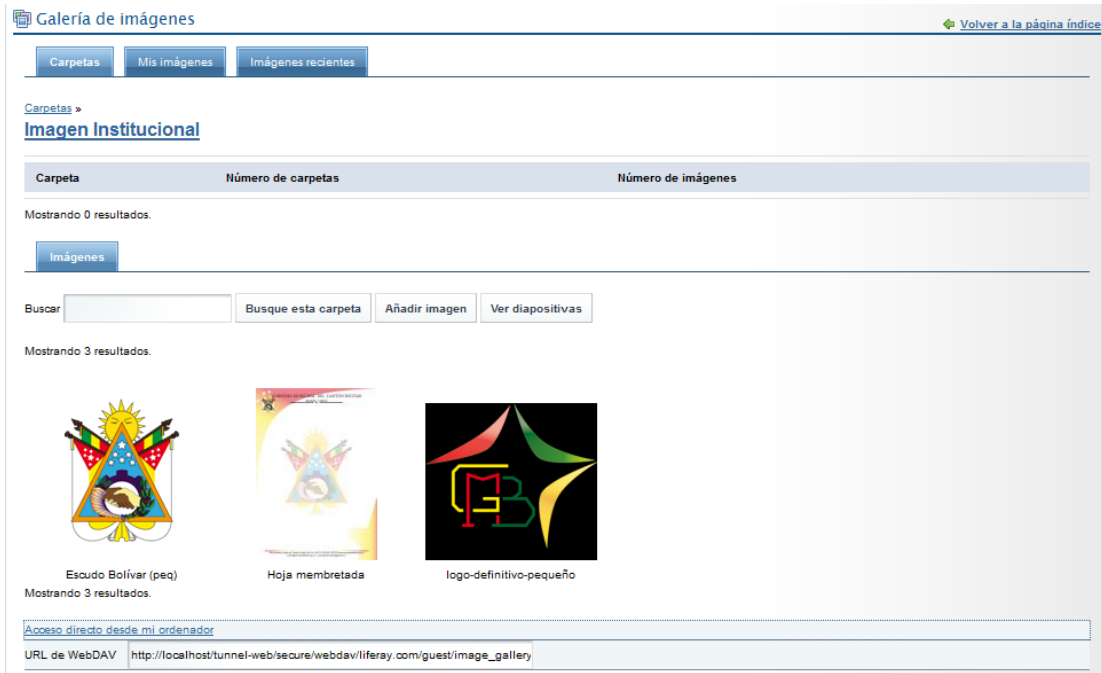 Galería de imágenes
Volver a la página índice
Carpetas Mis imágenes Imágenes recientes
Carpetas »
Imagen Institucional
Carpeta Número de carpetas Número de imágenes
Mostrando 0 resultados.
Imágenes
Buscar Busque esta carpeta Añadir imagen Ver diapositivas
Mostrando 3 resultados.
GMB
Escudo Bolívar (peq) Hoja membretada logo-definitivo-pequeño
Mostrando 3 resultados.
Acceso directo desde mi ordenador
URL de WebDAV http://localhost/tunnel-web/secure/webdav/liferay.com/guest/image_gallery